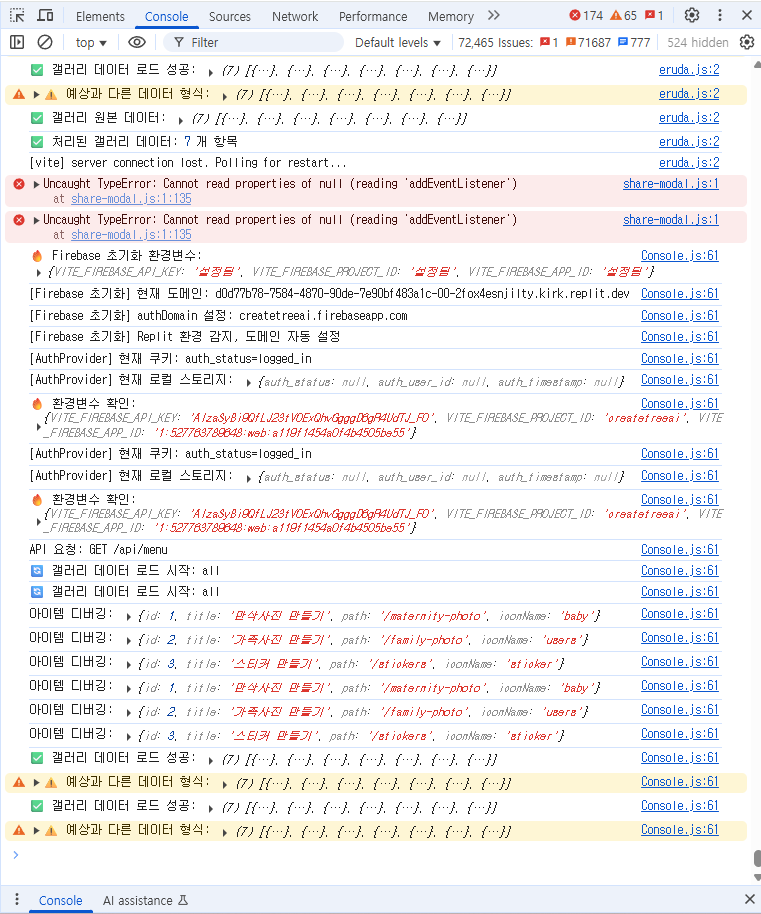 Elements Console Sources Network Performance Memory 174 65 1
top Filter Default levels 72,465 Issues: 1 71687 777 524 hidden
✅ 갤러리 데이터 로드 성공: ▶ (7) [{…}, {…}, {…}, {…}, {…}, {…}, {…}] eruda.js:2
▶ ⚠️ 예상과 다른 데이터 형식: ▶ (7) [{…}, {…}, {…}, {…}, {…}, {…}, {…}] eruda.js:2
✅ 갤러리 원본 데이터: ▶ (7) [{…}, {…}, {…}, {…}, {…}, {…}, {…}] eruda.js:2
✅ 처리된 갤러리 데이터: 7 개 항목 eruda.js:2
[vite] server connection lost. Polling for restart... eruda.js:2
▶ Uncaught TypeError: Cannot read properties of null (reading 'addEventListener') share-modal.js:1
at share-modal.js:1:135
▶ Uncaught TypeError: Cannot read properties of null (reading 'addEventListener') share-modal.js:1
at share-modal.js:1:135
🔥 Firebase 초기화 환경변수: Console.js:61
▶ {VITE_FIREBASE_API_KEY: '설정됨', VITE_FIREBASE_PROJECT_ID: '설정됨', VITE_FIREBASE_APP_ID: '설정됨'}
[Firebase 초기화] 현재 도메인: d0d77b78-7584-4870-90de-7e90bf483a1c-00-2fox4esnjilty.kirk.replit.dev Console.js:61
[Firebase 초기화] authDomain 설정: createtreeai.firebaseapp.com Console.js:61
[Firebase 초기화] Replit 환경 감지, 도메인 자동 설정 Console.js:61
[AuthProvider] 현재 쿠키: auth_status=logged_in Console.js:61
[AuthProvider] 현재 로컬 스토리지: ▶ {auth_status: null, auth_user_id: null, auth_timestamp: null} Console.js:61
🔥 환경변수 확인: Console.js:61
{VITE_FIREBASE_API_KEY: VITE_FIREBASE_PROJECT_ID: 'createtreeai', VITE
▶ _FIREBASE_APP_ID: '1:527763789648:web:a119f1454a0f4b4505ba55'}
[AuthProvider] 현재 쿠키: auth_status=logged_in Console.js:61
[AuthProvider] 현재 로컬 스토리지: ▶ {auth_status: null, auth_user_id: null, auth_timestamp: null} Console.js:61
🔥 환경변수 확인: Console.js:61
{VITE_FIREBASE_API_KEY: VITE_FIREBASE_PROJECT_ID: 'createtreeai', VITE
▶ _FIREBASE_APP_ID: '1:527763789648:web:a119f1454a0f4b4505ba55'}
API 요청: GET /api/menu Console.js:61
🔄 갤러리 데이터 로드 시작: all Console.js:61
🔄 갤러리 데이터 로드 시작: all Console.js:61
아이템 디버깅: ▶ {id: 1, title: '만삭사진 만들기', path: '/maternity-photo', iconName: 'baby'} Console.js:61
아이템 디버깅: ▶ {id: 2, title: '가족사진 만들기', path: '/family-photo', iconName: 'users'} Console.js:61
아이템 디버깅: ▶ {id: 3, title: '스티커 만들기', path: '/stickers', iconName: 'sticker'} Console.js:61
아이템 디버깅: ▶ {id: 1, title: '만삭사진 만들기', path: '/maternity-photo', iconName: 'baby'} Console.js:61
아이템 디버깅: ▶ {id: 2, title: '가족사진 만들기', path: '/family-photo', iconName: 'users'} Console.js:61
아이템 디버깅: ▶ {id: 3, title: '스티커 만들기', path: '/stickers', iconName: 'sticker'} Console.js:61
✅ 갤러리 데이터 로드 성공: ▶ (7) [{…}, {…}, {…}, {…}, {…}, {…}, {…}] Console.js:61
▶ ⚠️ 예상과 다른 데이터 형식: ▶ (7) [{…}, {…}, {…}, {…}, {…}, {…}, {…}] Console.js:61
✅ 갤러리 데이터 로드 성공: ▶ (7) [{…}, {…}, {…}, {…}, {…}, {…}, {…}] Console.js:61
▶ ⚠️ 예상과 다른 데이터 형식: ▶ (7) [{…}, {…}, {…}, {…}, {…}, {…}, {…}] Console.js:61
Console AI assistance